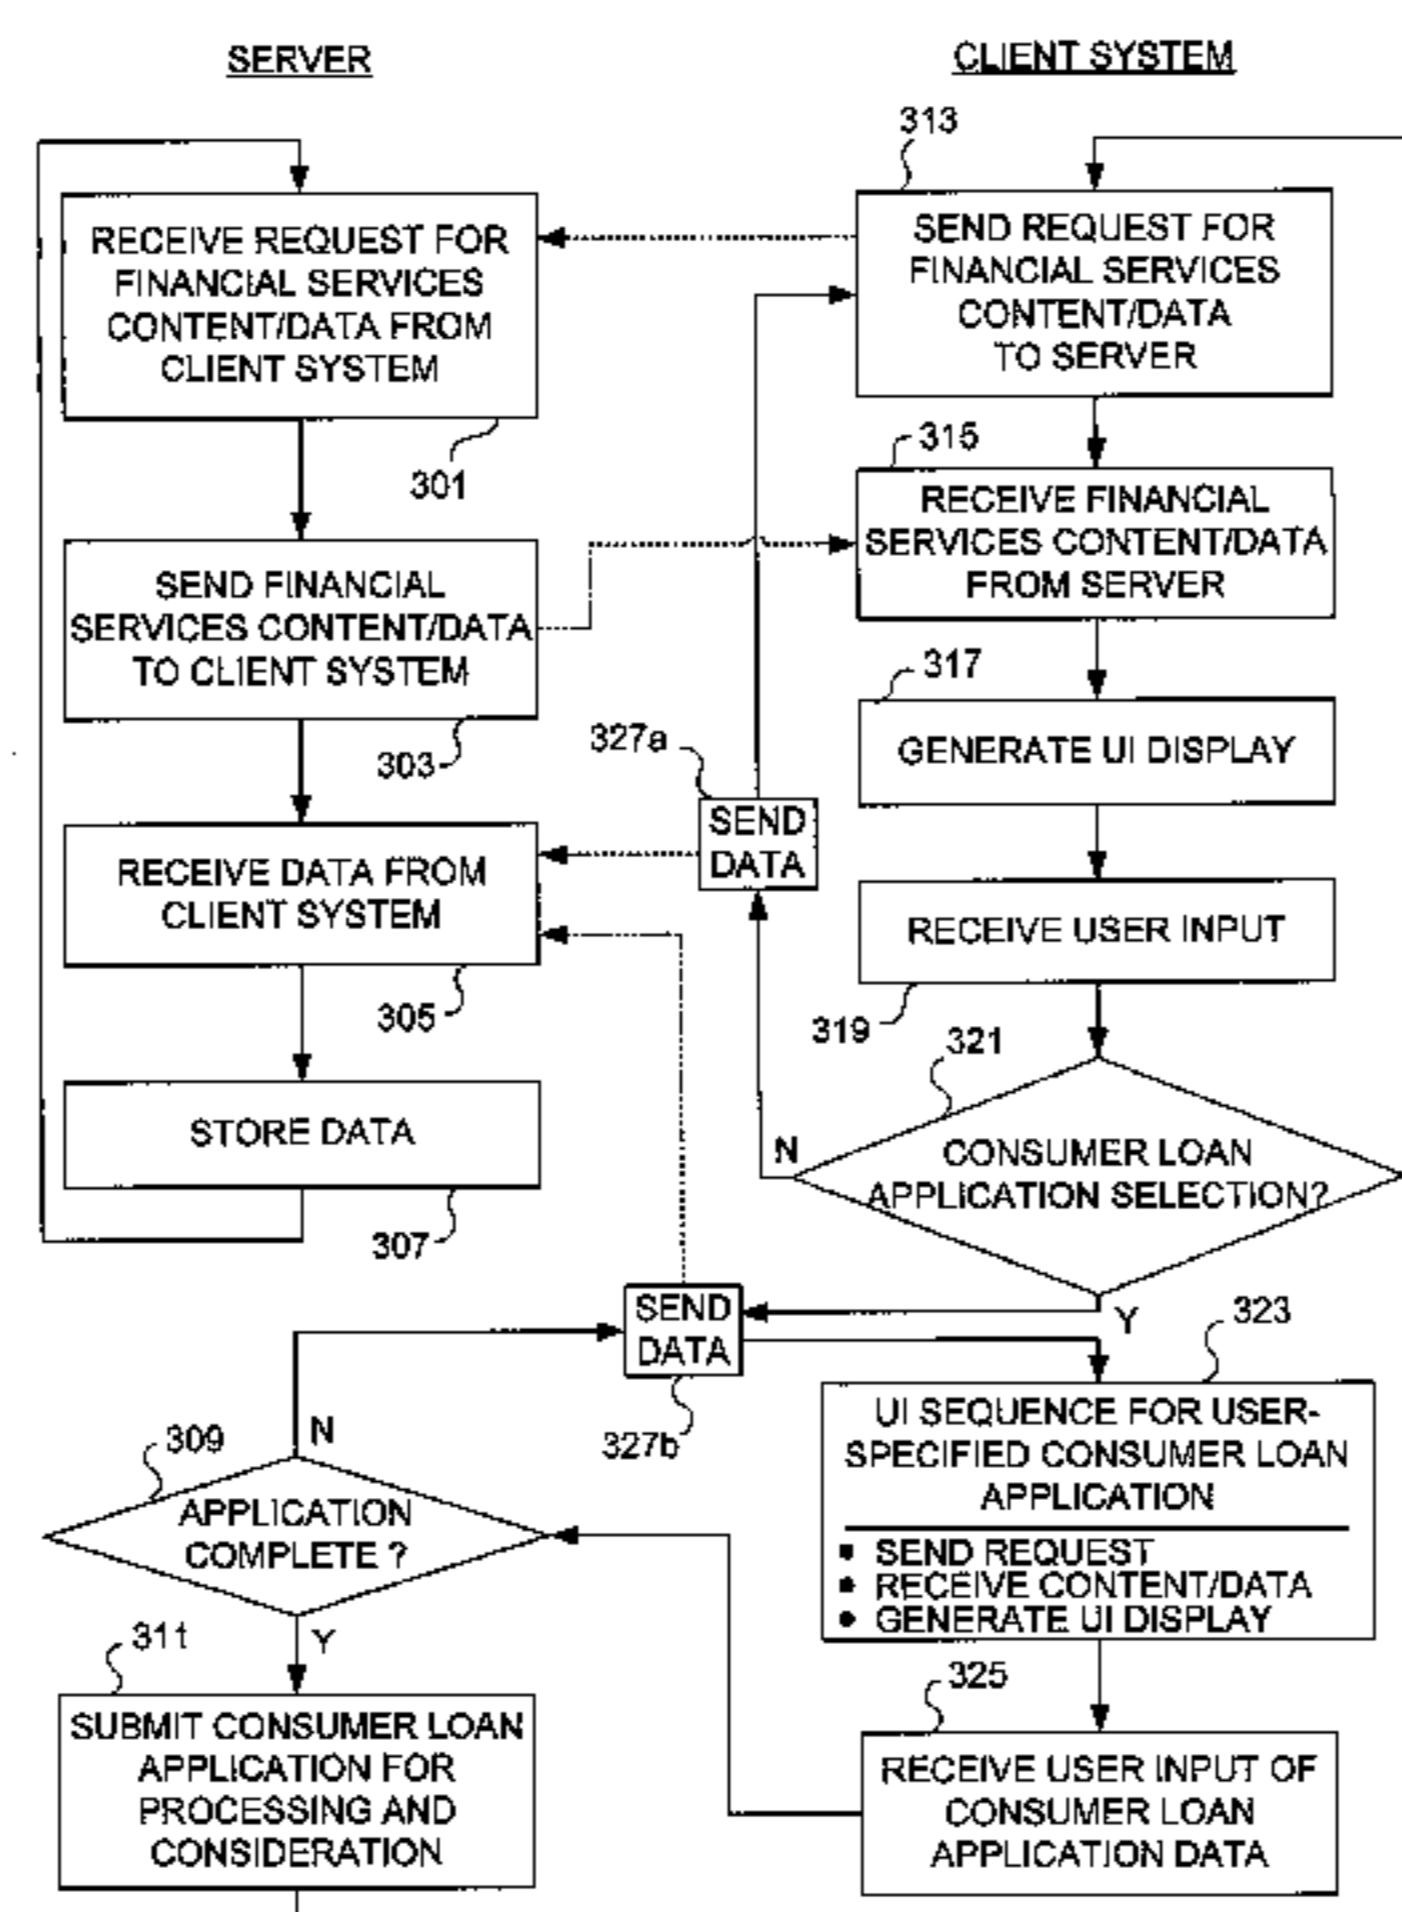 SERVER
CLIENT SYSTEM
313
RECEIVE REQUEST FOR
FINANCIAL SERVICES
CONTENT/DATA FROM
CLIENT SYSTEM
301
SEND REQUEST FOR
FINANCIAL SERVICES
CONTENT/DATA
TO SERVER
315
RECEIVE FINANCIAL
SERVICES CONTENT/DATA
FROM SERVER
SEND FINANCIAL
SERVICES CONTENT/DATA
TO CLIENT SYSTEM
303
317
GENERATE UI DISPLAY
327a
SEND
DATA
RECEIVE DATA FROM
CLIENT SYSTEM
305
RECEIVE USER INPUT
319
321
CONSUMER LOAN
APPLICATION SELECTION?
N
Y
STORE DATA
307
SEND
DATA
327b
323
UI SEQUENCE FOR USER-
SPECIFIED CONSUMER LOAN
APPLICATION
• SEND REQUEST
• RECEIVE CONTENT/DATA
• GENERATE UI DISPLAY
309
N
APPLICATION
COMPLETE ?
Y
311
SUBMIT CONSUMER LOAN
APPLICATION FOR
PROCESSING AND
CONSIDERATION
325
RECEIVE USER INPUT OF
CONSUMER LOAN
APPLICATION DATA